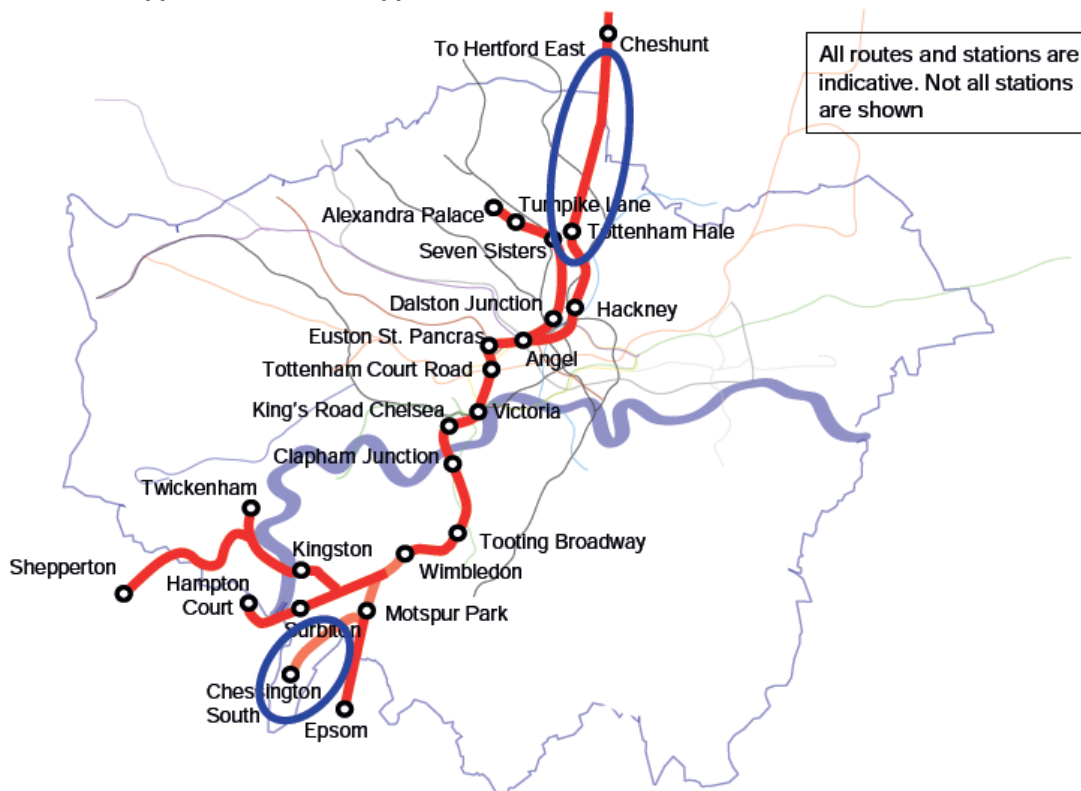 To Hertford East
Cheshunt
All routes and stations are
indicative. Not all stations
are shown
Alexandra Palace
Turnpike Lane
Tottenham Hale
Seven Sisters
Dalston Junction
Hackney
Euston St. Pancras
Angel
Tottenham Court Road
King's Road Chelsea
Victoria
Clapham Junction
Twickenham
Tooting Broadway
Kingston
Wimbledon
Shepperton
Hampton
Court
Surbiton
Motspur Park
Chessington
South
Epsom